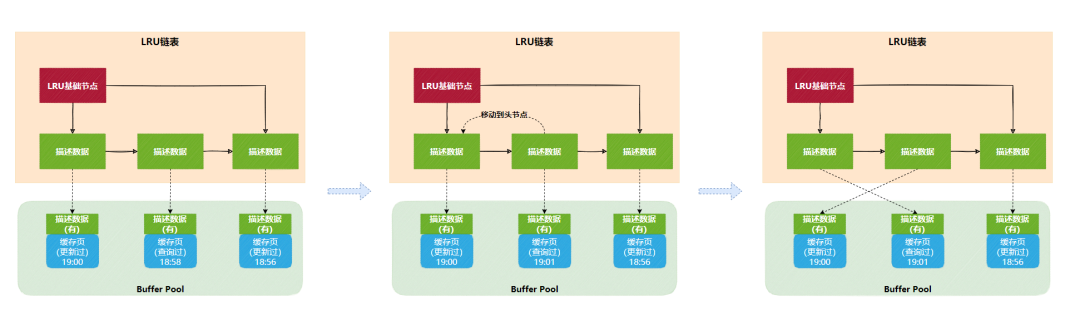 LRU链表
LRU基础节点
描述数据
描述数据
描述数据
描述数据
(有)
描述数据
(有)
描述数据
(有)
缓存页
(更新过)
19:00
缓存页
(查询过)
18:58
缓存页
(更新过)
18:56
Buffer Pool
LRU链表
LRU基础节点
移动到头节点
描述数据
描述数据
描述数据
描述数据
(有)
描述数据
(有)
描述数据
(有)
缓存页
(更新过)
19:00
缓存页
(查询过)
19:01
缓存页
(更新过)
18:56
Buffer Pool
LRU链表
LRU基础节点
描述数据
描述数据
描述数据
描述数据
(有)
描述数据
(有)
描述数据
(有)
缓存页
(更新过)
19:00
缓存页
(查询过)
19:01
缓存页
(更新过)
18:56
Buffer Pool